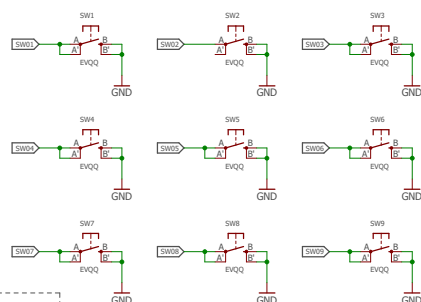 SW1 SW2 SW3
SW01 A B SW02 A B SW03 A B
A' B' A' B' A' B'
EVQQ EVQQ EVQQ
GND GND GND
SW4 SW5 SW6
SW04 A B SW05 A B SW06 A B
A' B' A' B' A' B'
EVQQ EVQQ EVQQ
GND GND GND
SW7 SW8 SW9
SW07 A B SW08 A B SW09 A B
A' B' A' B' A' B'
EVQQ EVQQ EVQQ
GND GND GND